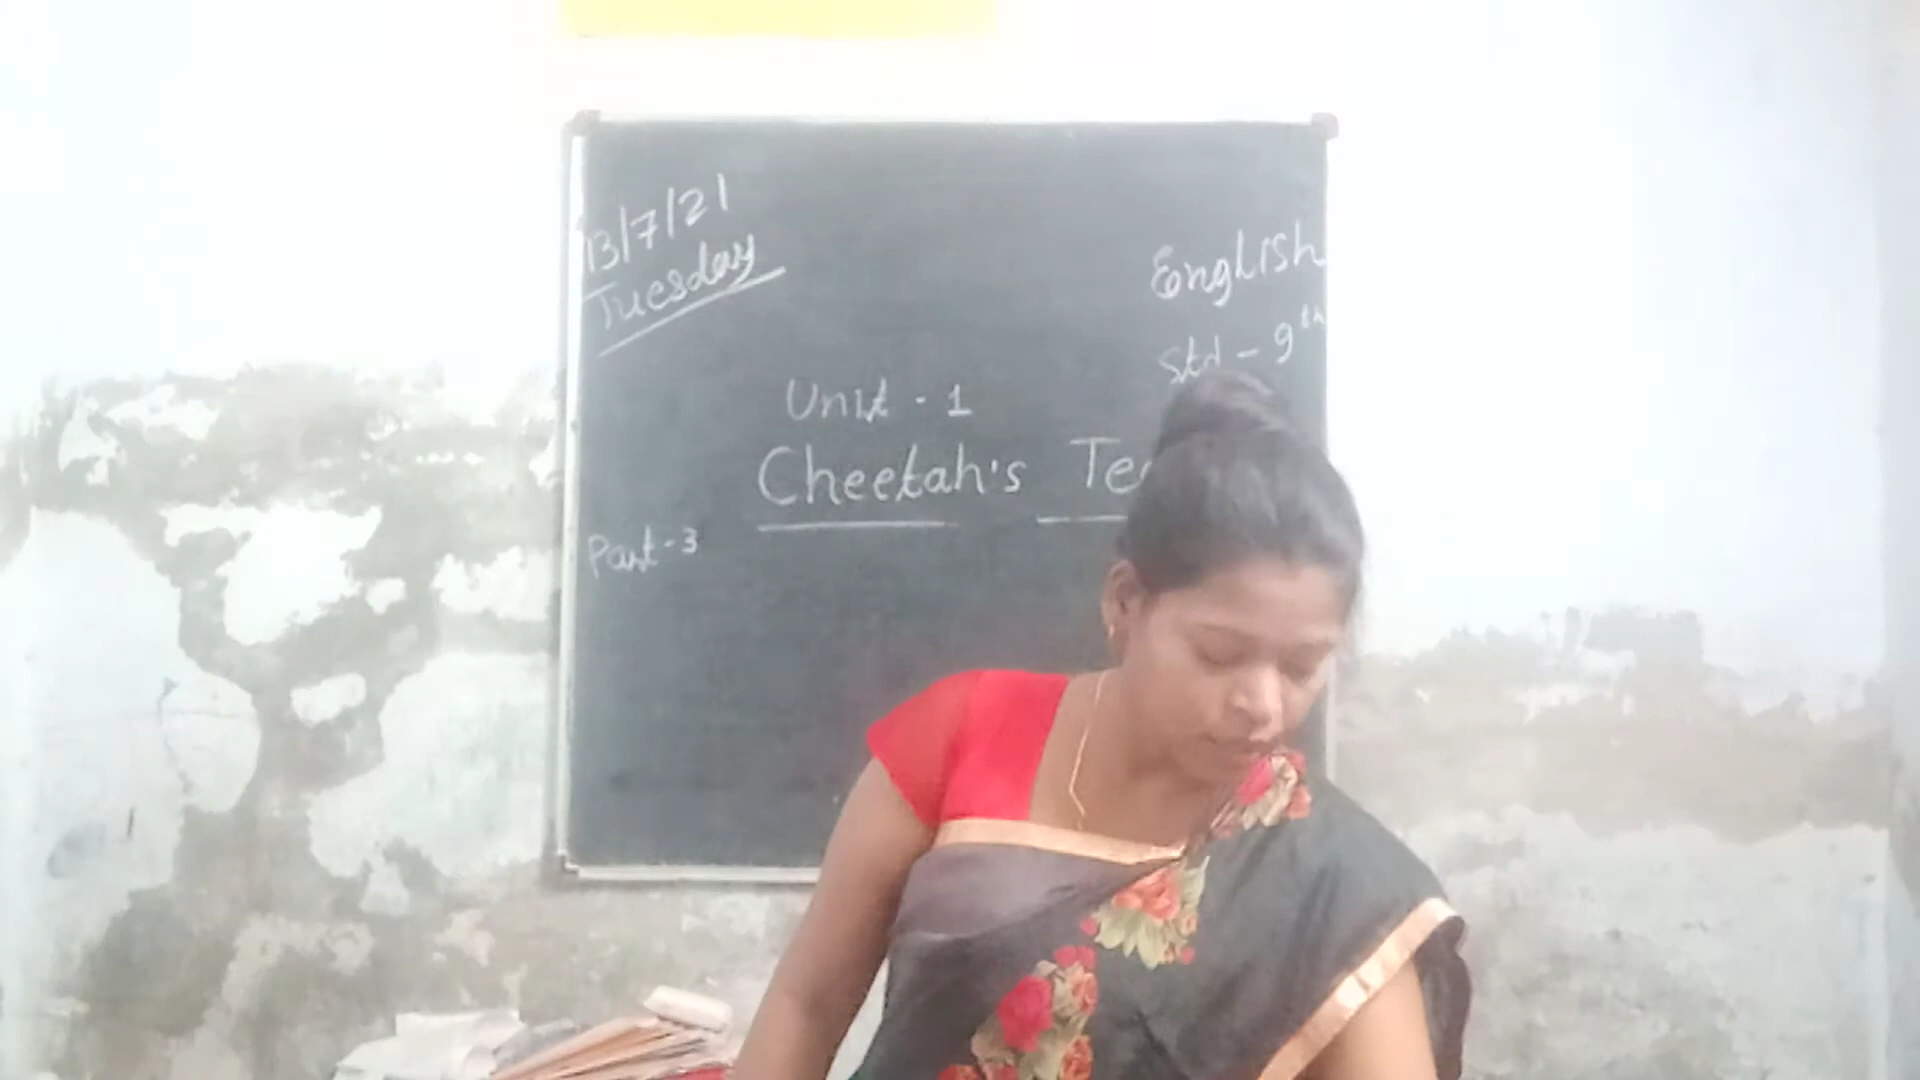 13/7/21
Tuesday
English
Std - 9th
Unit - 1
Cheetah's
Part - 3